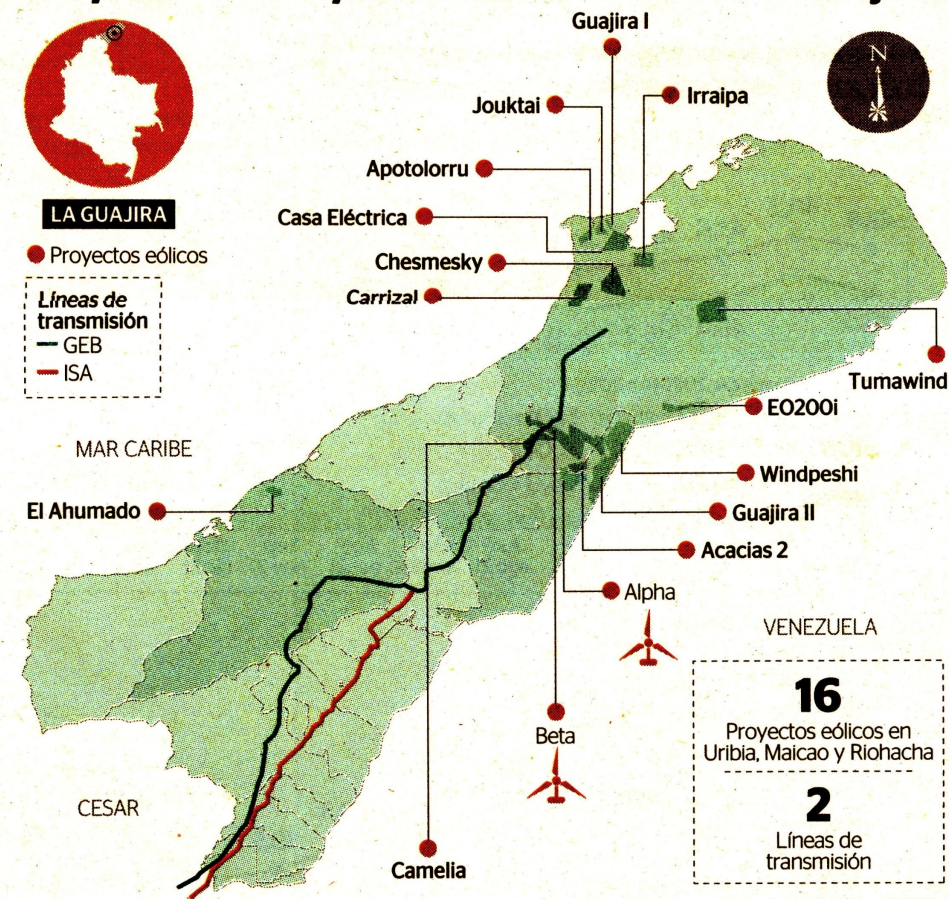 Guajira I
N
Irraipa
Jouktai
Apotolorru
LA GUAJIRA
Casa Eléctrica
Proyectos eólicos
Chesmesky
Líneas de
transmisión
GEB
ISA
Carrizal
Tumawind
EO200i
MAR CARIBE
Windpeshi
El Ahumado
Guajira II
Acacias 2
Alpha
VENEZUELA
16
Proyectos eólicos en
Uribia, Maicao y Riohacha
2
Líneas de
transmisión
Beta
CESAR
Camelia